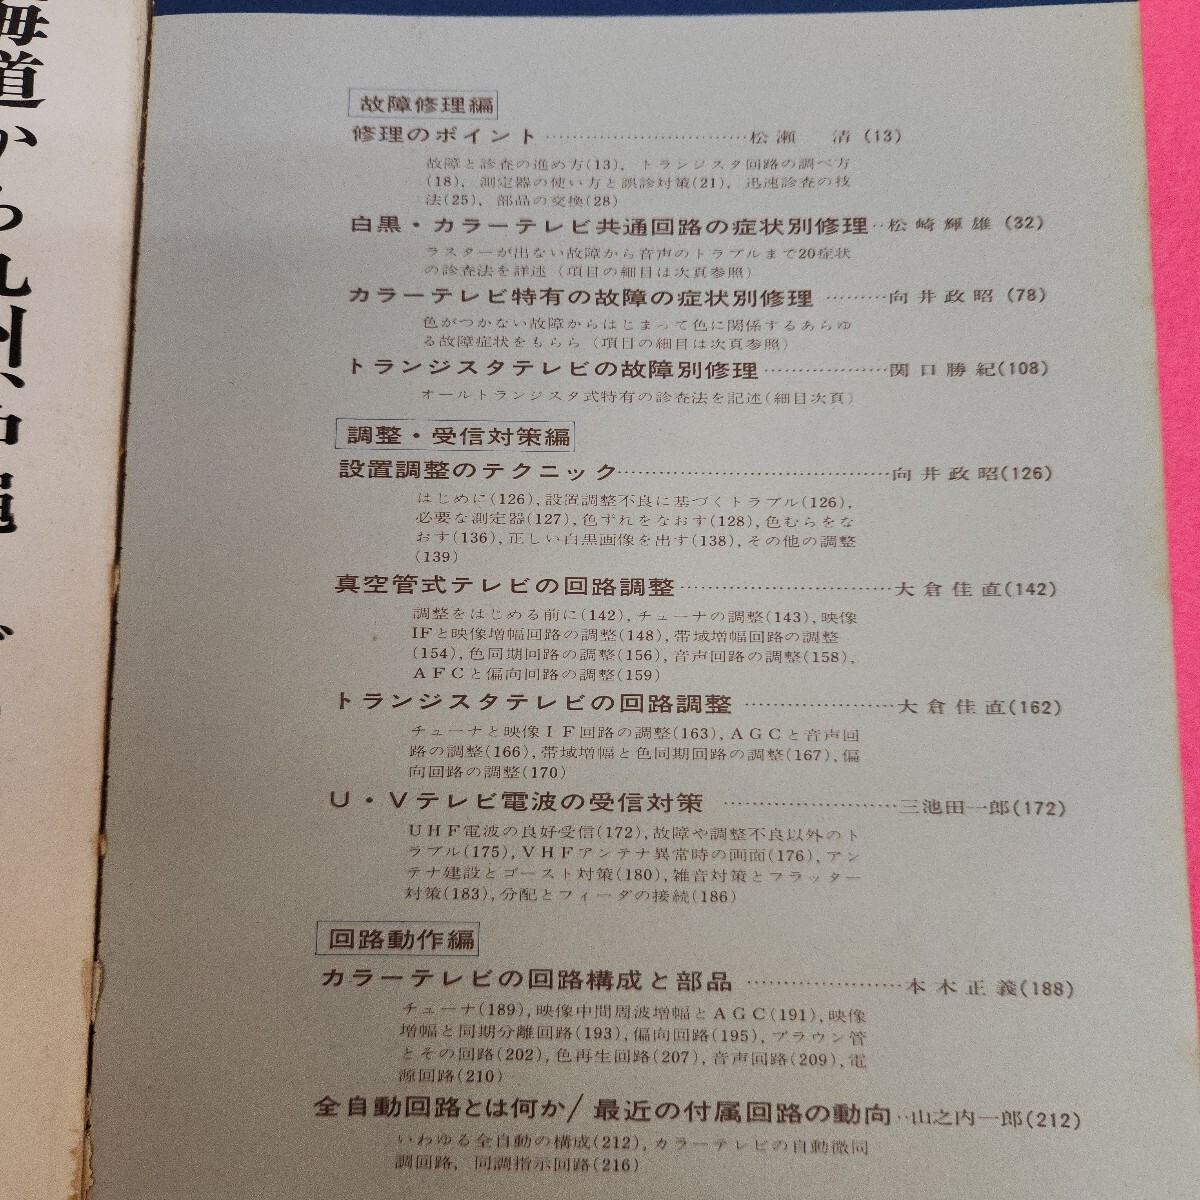 故障修理編
修理のポイント…………………………松瀬　清(13)
故障と診査の進め方(13)、トランジスタ回路の調べ方
(18)、測定器の使い方と誤診対策(21)、迅速診査の技
法(25)、部品の交換(28)
白黒・カラーテレビ共通回路の症状別修理‥松崎輝雄(32)
ラスターが出ない故障から音声のトラブルまで20症状
の診査法を詳述(項目の細目は次頁参照)
カラーテレビ特有の故障の症状別修理………向井政昭(78)
色がつかない故障からはじまって色に関係するあらゆ
る故障症状をもらら(項目の細目は次頁参照)
トランジスタテレビの故障別修理………………関口勝紀(108)
オールトランジスタ式特有の診査法を記述(細目次頁)
調整・受信対策編
設置調整のテクニック…………………………………向井政昭(126)
はじめに(126)，設置調整不良に基づくトラブル(126)，
必要な測定器(127)，色ずれをなおす(128)，色むらをな
おす(136)，正しい白黒画像を出す(138)，その他の調整
(139)
真空管式テレビの回路調整…………………………大倉佳直(142)
調整をはじめる前に(142)，チューナの調整(143)，映像
IFと映像増幅回路の調整(148)，帯域増幅回路の調整
(154)，色同期回路の調整(156)，音声回路の調整(158)，
AFCと偏向回路の調整(159)
トランジスタテレビの回路調整…………………大倉佳直(162)
チューナと映像IF回路の調整(163)，AGCと音声回
路の調整(166)，帯域増幅と色同期回路の調整(167)，偏
向回路の調整(170)
U・Vテレビ電波の受信対策……………………三池田一郎(172)
UHF電波の良好受信(172)，故障や調整不良以外のト
ラブル(175)，VHFアンテナ異常時の画面(176)，アン
テナ建設とゴースト対策(180)，雑音対策とフラッター
対策(183)，分配とフィーダの接続(186)
回路動作編
カラーテレビの回路構成と部品…………………本木正義(188)
チューナ(189)，映像中間周波増幅とAGC(191)，映像
増幅と同期分離回路(193)，偏向回路(195)，ブラウン管
とその回路(202)，色再生回路(207)，音声回路(209)，電
源回路(210)
全自動回路とは何か/最近の付属回路の動向‥山之内一郎(212)
いわゆる全自動の構成(212)，カラーテレビの自動微同
調回路，同調指示回路(216)
海道から九州、沖縄